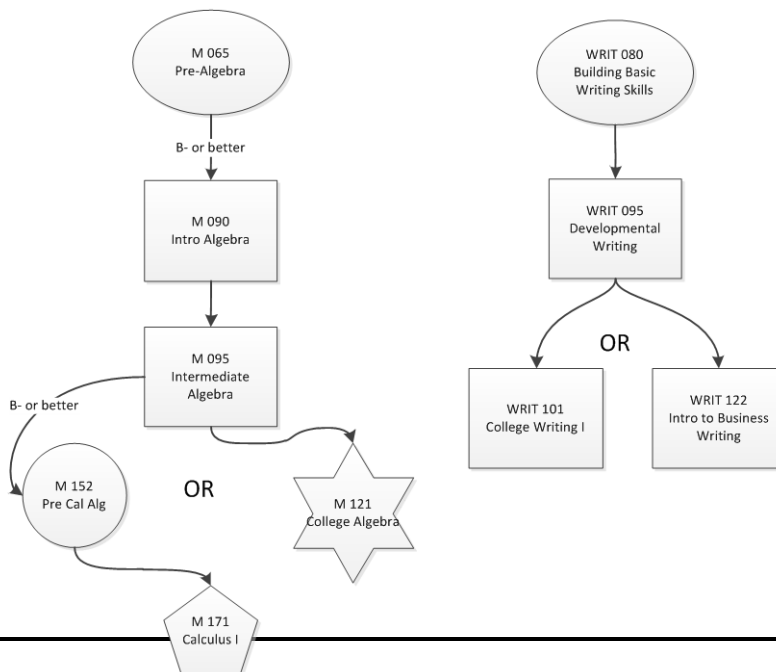 M 065
Pre-Algebra
B- or better
M 090
Intro Algebra
M 095
Intermediate
Algebra
B- or better
M 152
Pre Cal Alg
OR
M 121
College Algebra
M 171
Calculus I
WRIT 080
Building Basic
Writing Skills
WRIT 095
Developmental
Writing
OR
WRIT 101
College Writing I
WRIT 122
Intro to Business
Writing